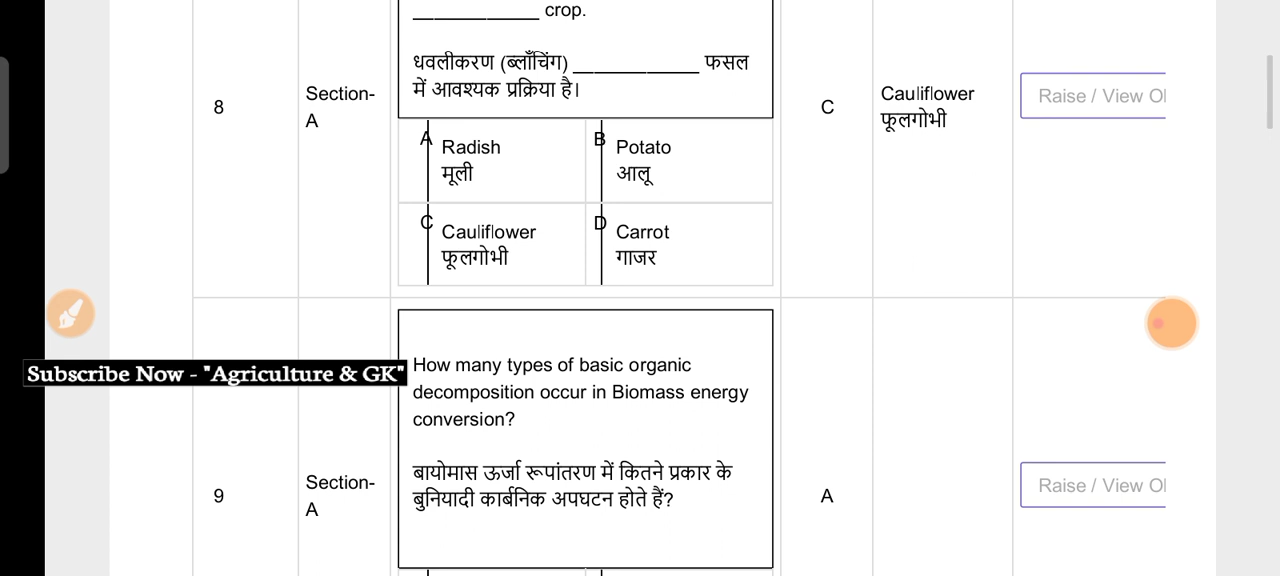 ____________ crop.
धवलीकरण (ब्लाँचिंग) ____________ फसल
में आवश्यक प्रक्रिया है।
8
Section-
A
C
Cauliflower
फूलगोभी
Raise / View Ol
A
Radish
मूली
B
Potato
आलू
C
Cauliflower
फूलगोभी
D
Carrot
गाजर
Subscribe Now - "Agriculture & GK"
How many types of basic organic
decomposition occur in Biomass energy
conversion?
बायोमास ऊर्जा रूपांतरण में कितने प्रकार के
बुनियादी कार्बनिक अपघटन होते हैं?
9
Section-
A
A
Raise / View Ol